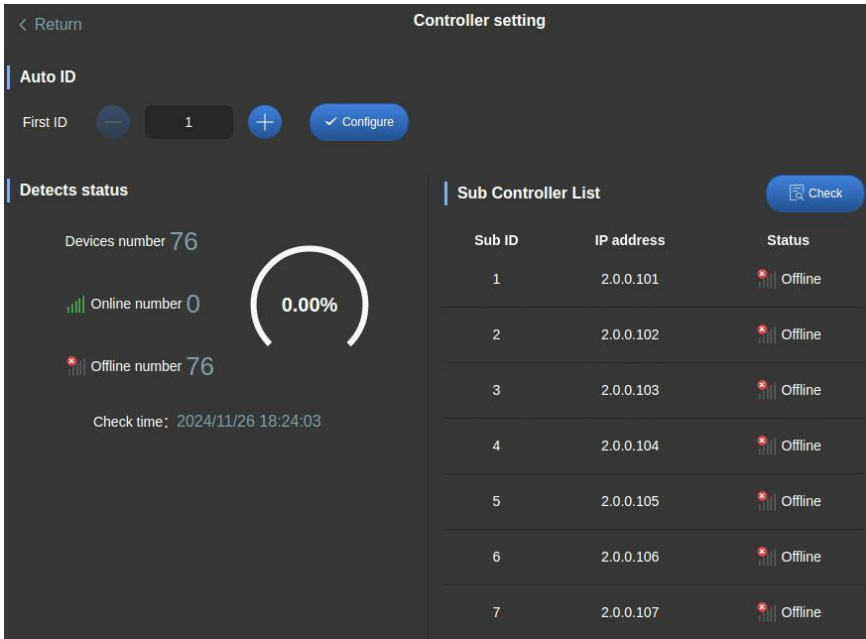 Return
Controller setting
Auto ID
First ID 1 Configure
Detects status
Devices number 76
Online number 0
0.00%
Offline number 76
Check time: 2024/11/26 18:24:03
Sub Controller List Check
Sub ID IP address Status
1 2.0.0.101 Offline
2 2.0.0.102 Offline
3 2.0.0.103 Offline
4 2.0.0.104 Offline
5 2.0.0.105 Offline
6 2.0.0.106 Offline
7 2.0.0.107 Offline